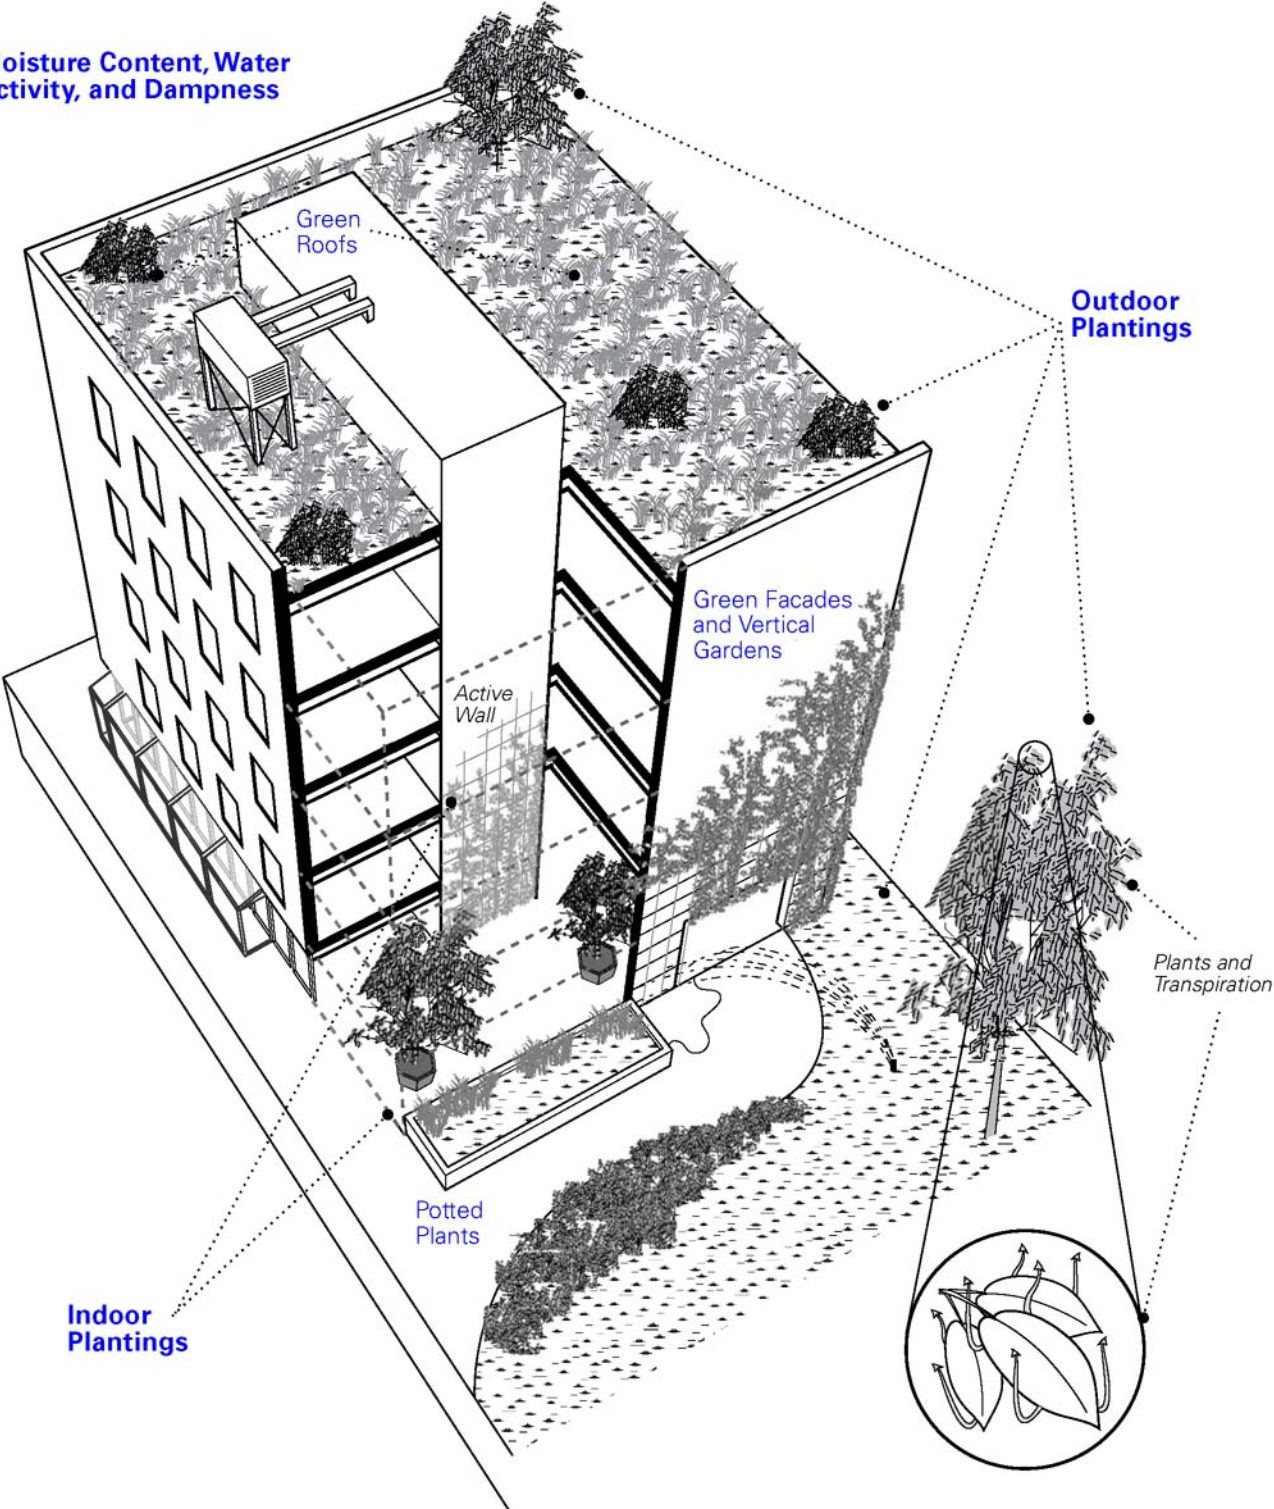 oisture Content, Water
ctivity, and Dampness
Green
Roofs
Outdoor
Plantings
Green Facades
and Vertical
Gardens
Active
Wall
Plants and
Transpiration
Potted
Plants
Indoor
Plantings